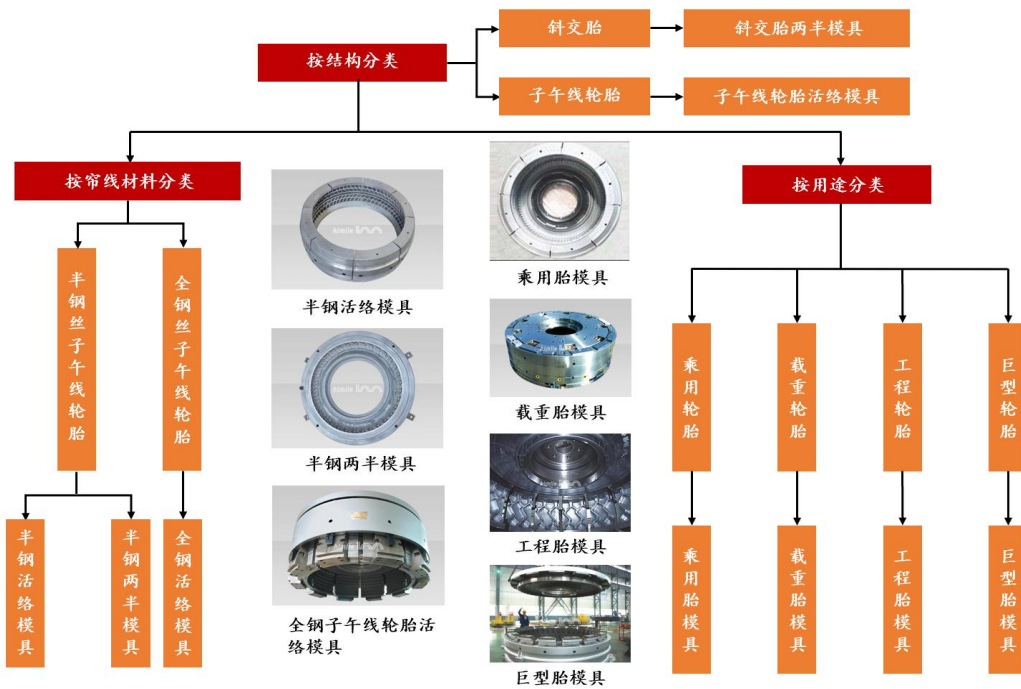 斜交胎
斜交胎两半模具
按结构分类
子午线轮胎
子午线轮胎活络模具
按帘线材料分类
按用途分类
半钢丝子午线轮胎
全钢丝子午线轮胎
半钢活络模具
半钢两半模具
全钢活络模具
Aimile
半钢活络模具
Aimile
半钢两半模具
Aimile
全钢子午线轮胎活
络模具
乘用胎模具
Aimile
载重胎模具
工程胎模具
巨型胎模具
乘用轮胎
载重轮胎
工程轮胎
巨型轮胎
乘用胎模具
载重胎模具
工程胎模具
巨型胎模具